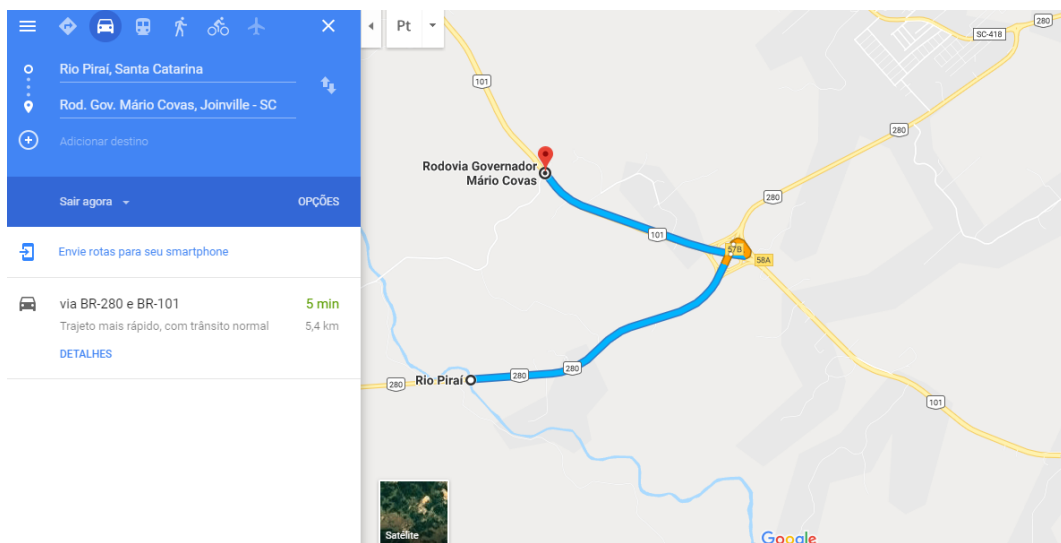 Rio Piraí, Santa Catarina
Rod. Gov. Mário Covas, Joinville - SC
Adicionar destino
Sair agora
OPÇÕES
Envie rotas para seu smartphone
via BR-280 e BR-101
5 min
Trajeto mais rápido, com trânsito normal
5,4 km
DETALHES
Pt
280
SC-418
101
280
Rodovia Governador
Mário Covas
280
101
57B
58A
280
280
Rio Piraí
280
101
Satélite
Google